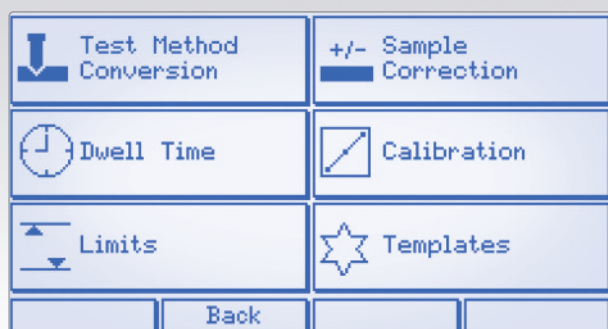 Test Method
Conversion
+/- Sample
Correction
Dwell Time
Calibration
Limits
Templates
Back